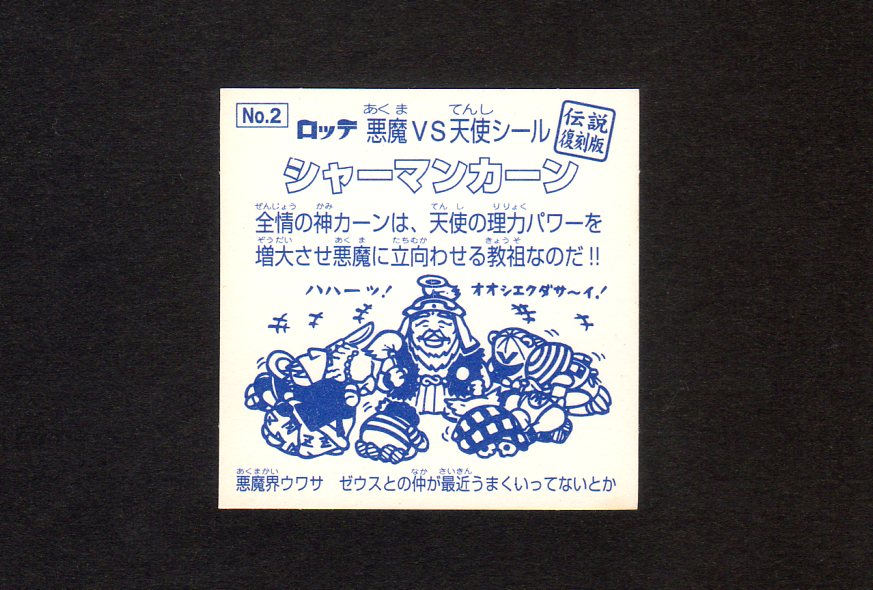 No.2
ロッテ 悪魔VS天使シール
あくま てんし
伝説
復刻版
シャーマンカーン
ぜんじょう かみ てんし りりょく
全情の神カーンは、天使の理力パワーを
ぞうだい あくま たちむか きょうそ
増大させ悪魔に立向わせる教祖なのだ!!
ハハーッ!
オオシエクダサ〜イ!
あくまかい なか さいきん
悪魔界ウワサ ゼウスとの仲が最近うまくいってないとか